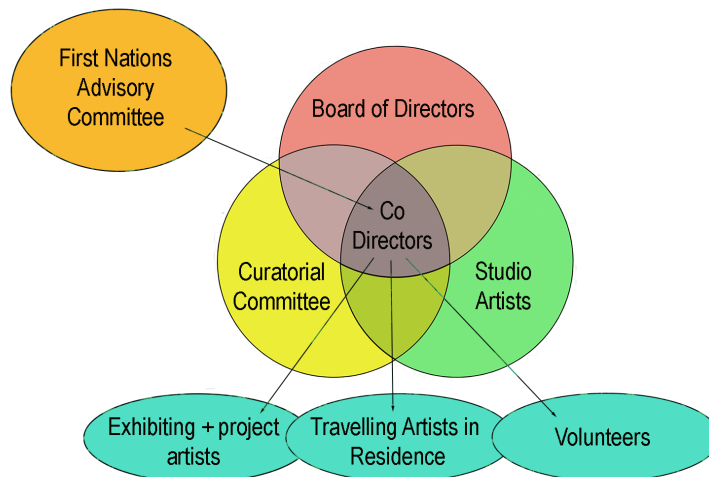 First Nations
Advisory
Committee
Board of Directors
Co
Directors
Curatorial
Committee
Studio
Artists
Exhibiting + project
artists
Travelling Artists in
Residence
Volunteers